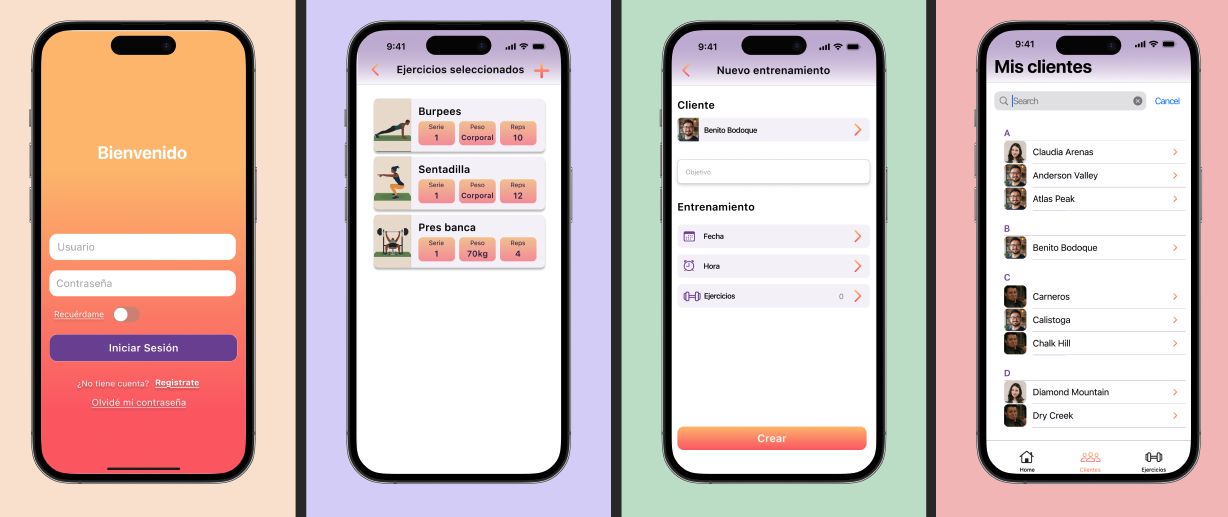 Bienvenido
Usuario
Contraseña
Recuérdame
Iniciar Sesión
¿No tiene cuenta? Registrate
Olvidé mi contraseña
9:41
Ejercicios seleccionados
Burpees
Serie Peso Reps
1 Corporal 10
Sentadilla
Serie Peso Reps
1 Corporal 12
Pres banca
Serie Peso Reps
1 70kg 4
9:41
Nuevo entrenamiento
Cliente
Benito Bodoque
Objetivo
Entrenamiento
Fecha
Hora
Ejercicios 0
Crear
9:41
Mis clientes
Search Cancel
A
Claudia Arenas
Anderson Valley
Atlas Peak
B
Benito Bodoque
C
Carneros
Calistoga
Chalk Hill
D
Diamond Mountain
Dry Creek
Home Clientes Ejercicios